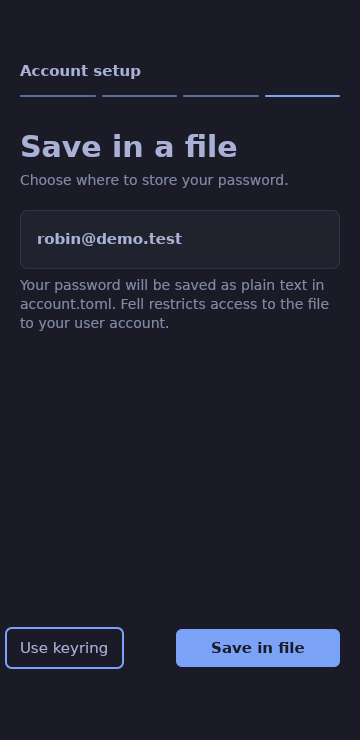 Account setup
Save in a file
Choose where to store your password.
robin@demo.test
Your password will be saved as plain text in
account.toml. Fell restricts access to the file
to your user account.
Use keyring
Save in file